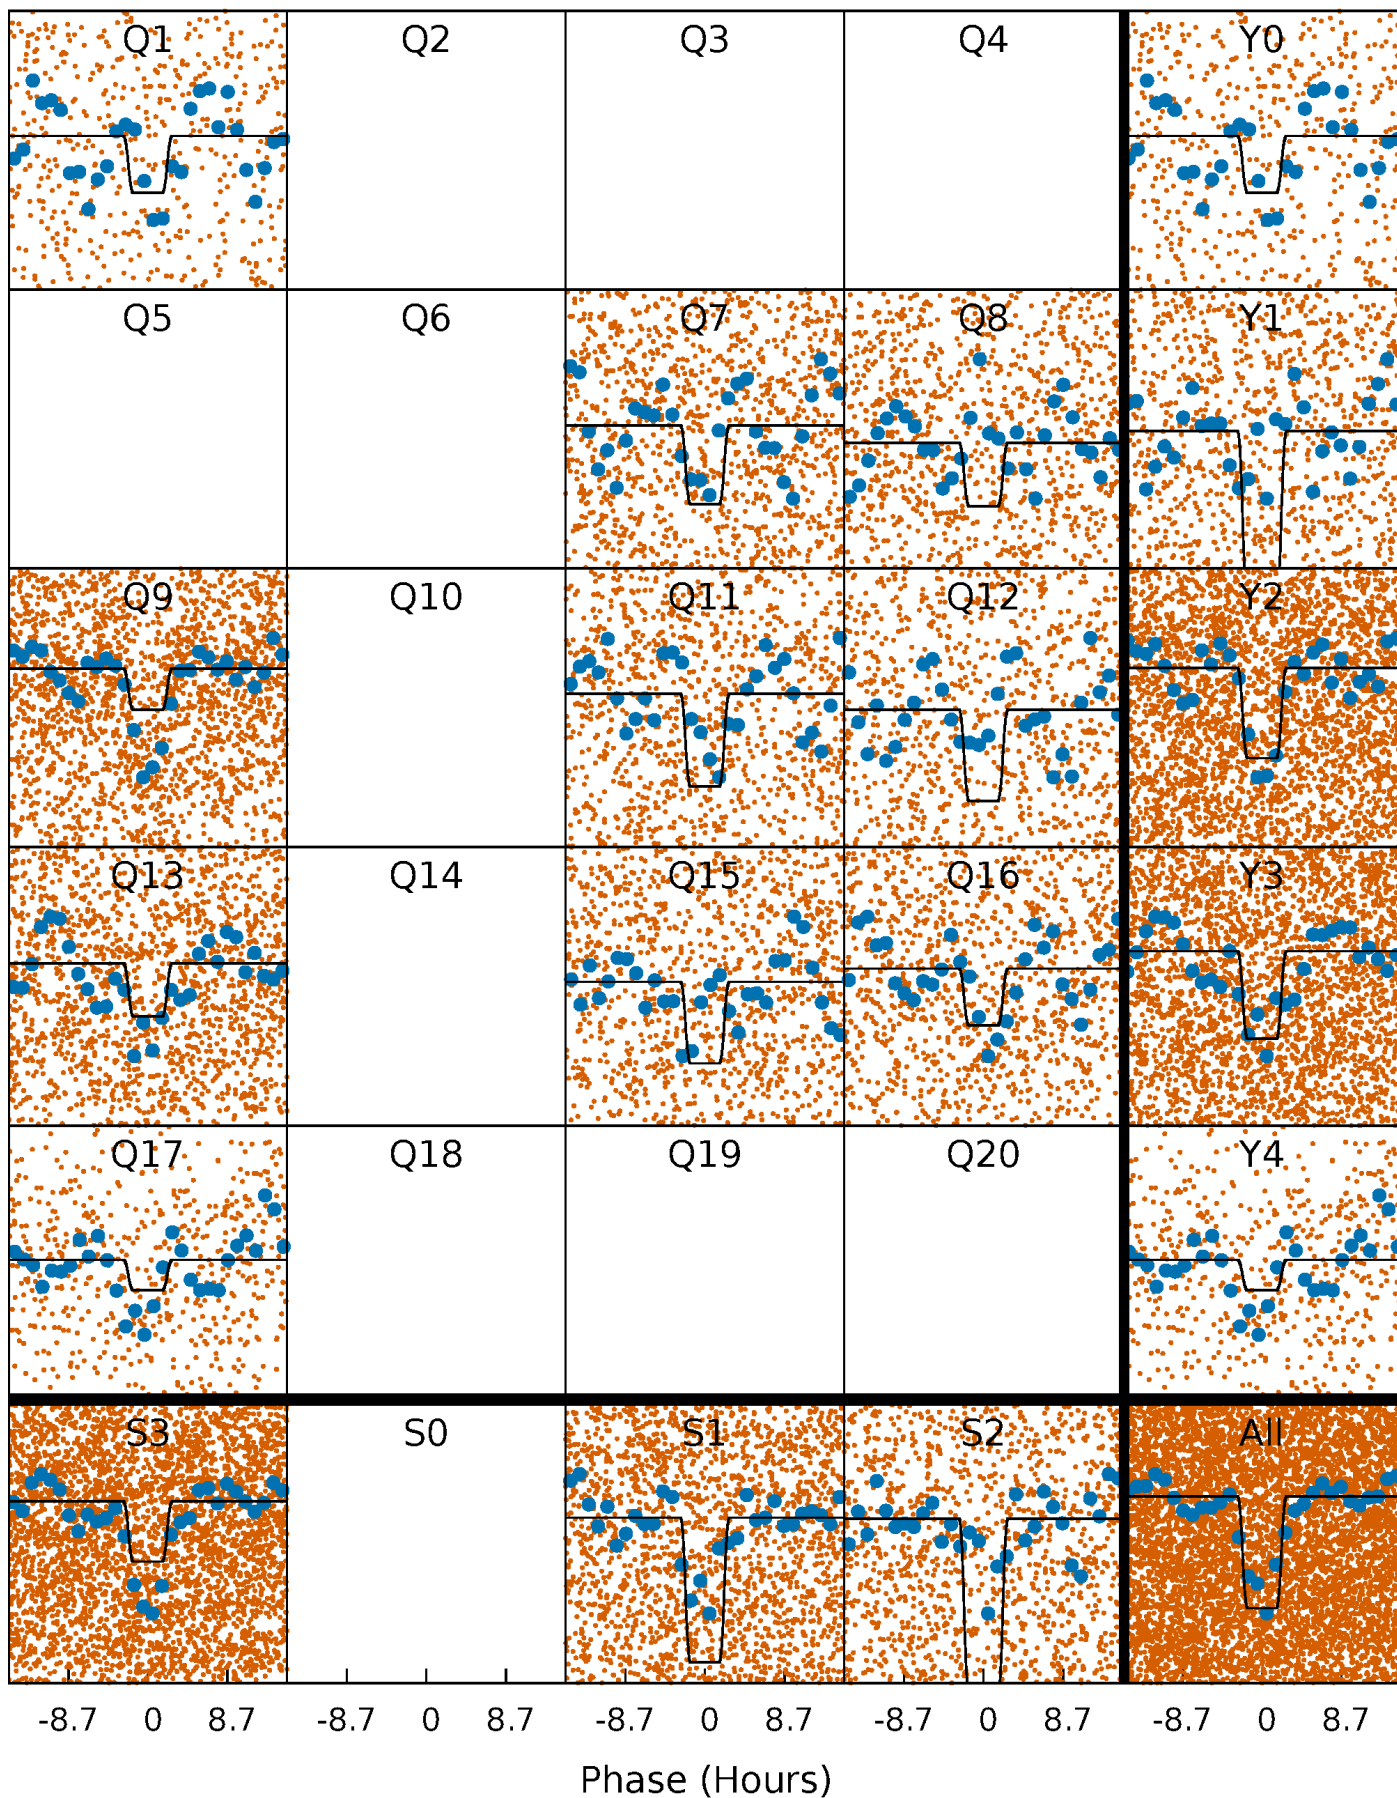 Q1 Q2 Q3 Q4 Y0
Q5 Q6 Q7 Q8 Y1
Q9 Q10 Q11 Q12 Y2
Q13 Q14 Q15 Q16 Y3
Q17 Q18 Q19 Q20 Y4
S3 S0 S1 S2 All
-8.7 0 8.7 -8.7 0 8.7 -8.7 0 8.7 -8.7 0 8.7 -8.7 0 8.7
Phase (Hours)